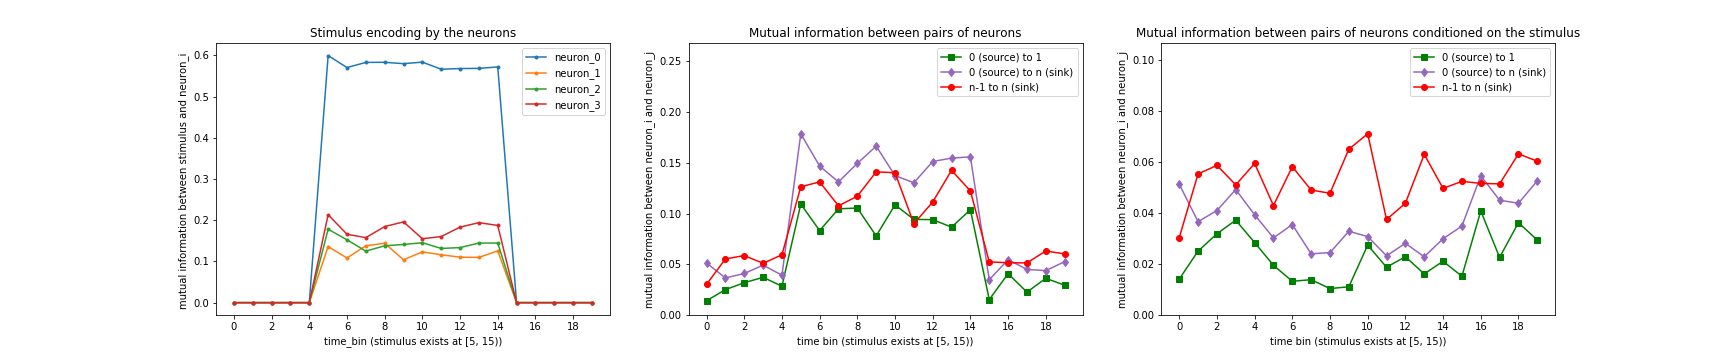 Stimulus encoding by the neurons
mutual information between stimulus and neuron_i
0.6
0.5
0.4
0.3
0.2
0.1
0.0
neuron_0
neuron_1
neuron_2
neuron_3
0 2 4 6 8 10 12 14 16 18
time_bin (stimulus exists at [5, 15))
Mutual information between pairs of neurons
mutual information between neuron_i and neuron_j
0.25
0.20
0.15
0.10
0.05
0.00
0 (source) to 1
0 (source) to n (sink)
n-1 to n (sink)
0 2 4 6 8 10 12 14 16 18
time bin (stimulus exists at [5, 15))
Mutual information between pairs of neurons conditioned on the stimulus
mutual information between neuron_i and neuron_j
0.10
0.08
0.06
0.04
0.02
0.00
0 (source) to 1
0 (source) to n (sink)
n-1 to n (sink)
0 2 4 6 8 10 12 14 16 18
time bin (stimulus exists at [5, 15))